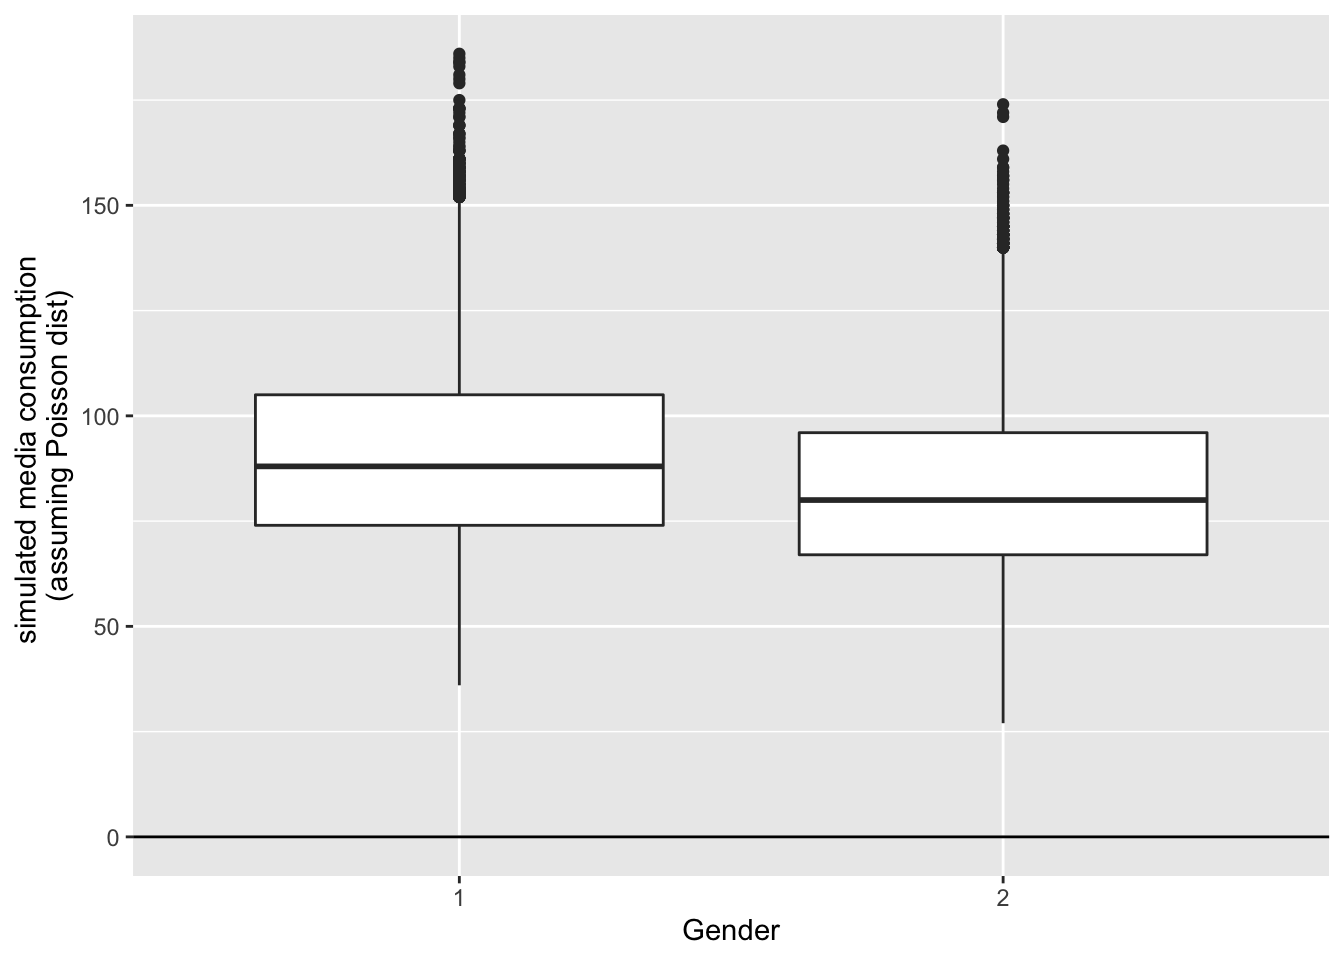 simulated media consumption
(assuming Poisson dist)
150
100
50
0
1
2
Gender